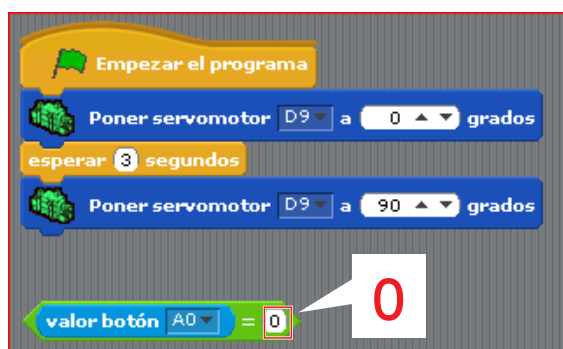 Empezar el programa
Poner servomotor D9 a 0 grados
esperar 3 segundos
Poner servomotor D9 a 90 grados
valor botón A0 = 0
0